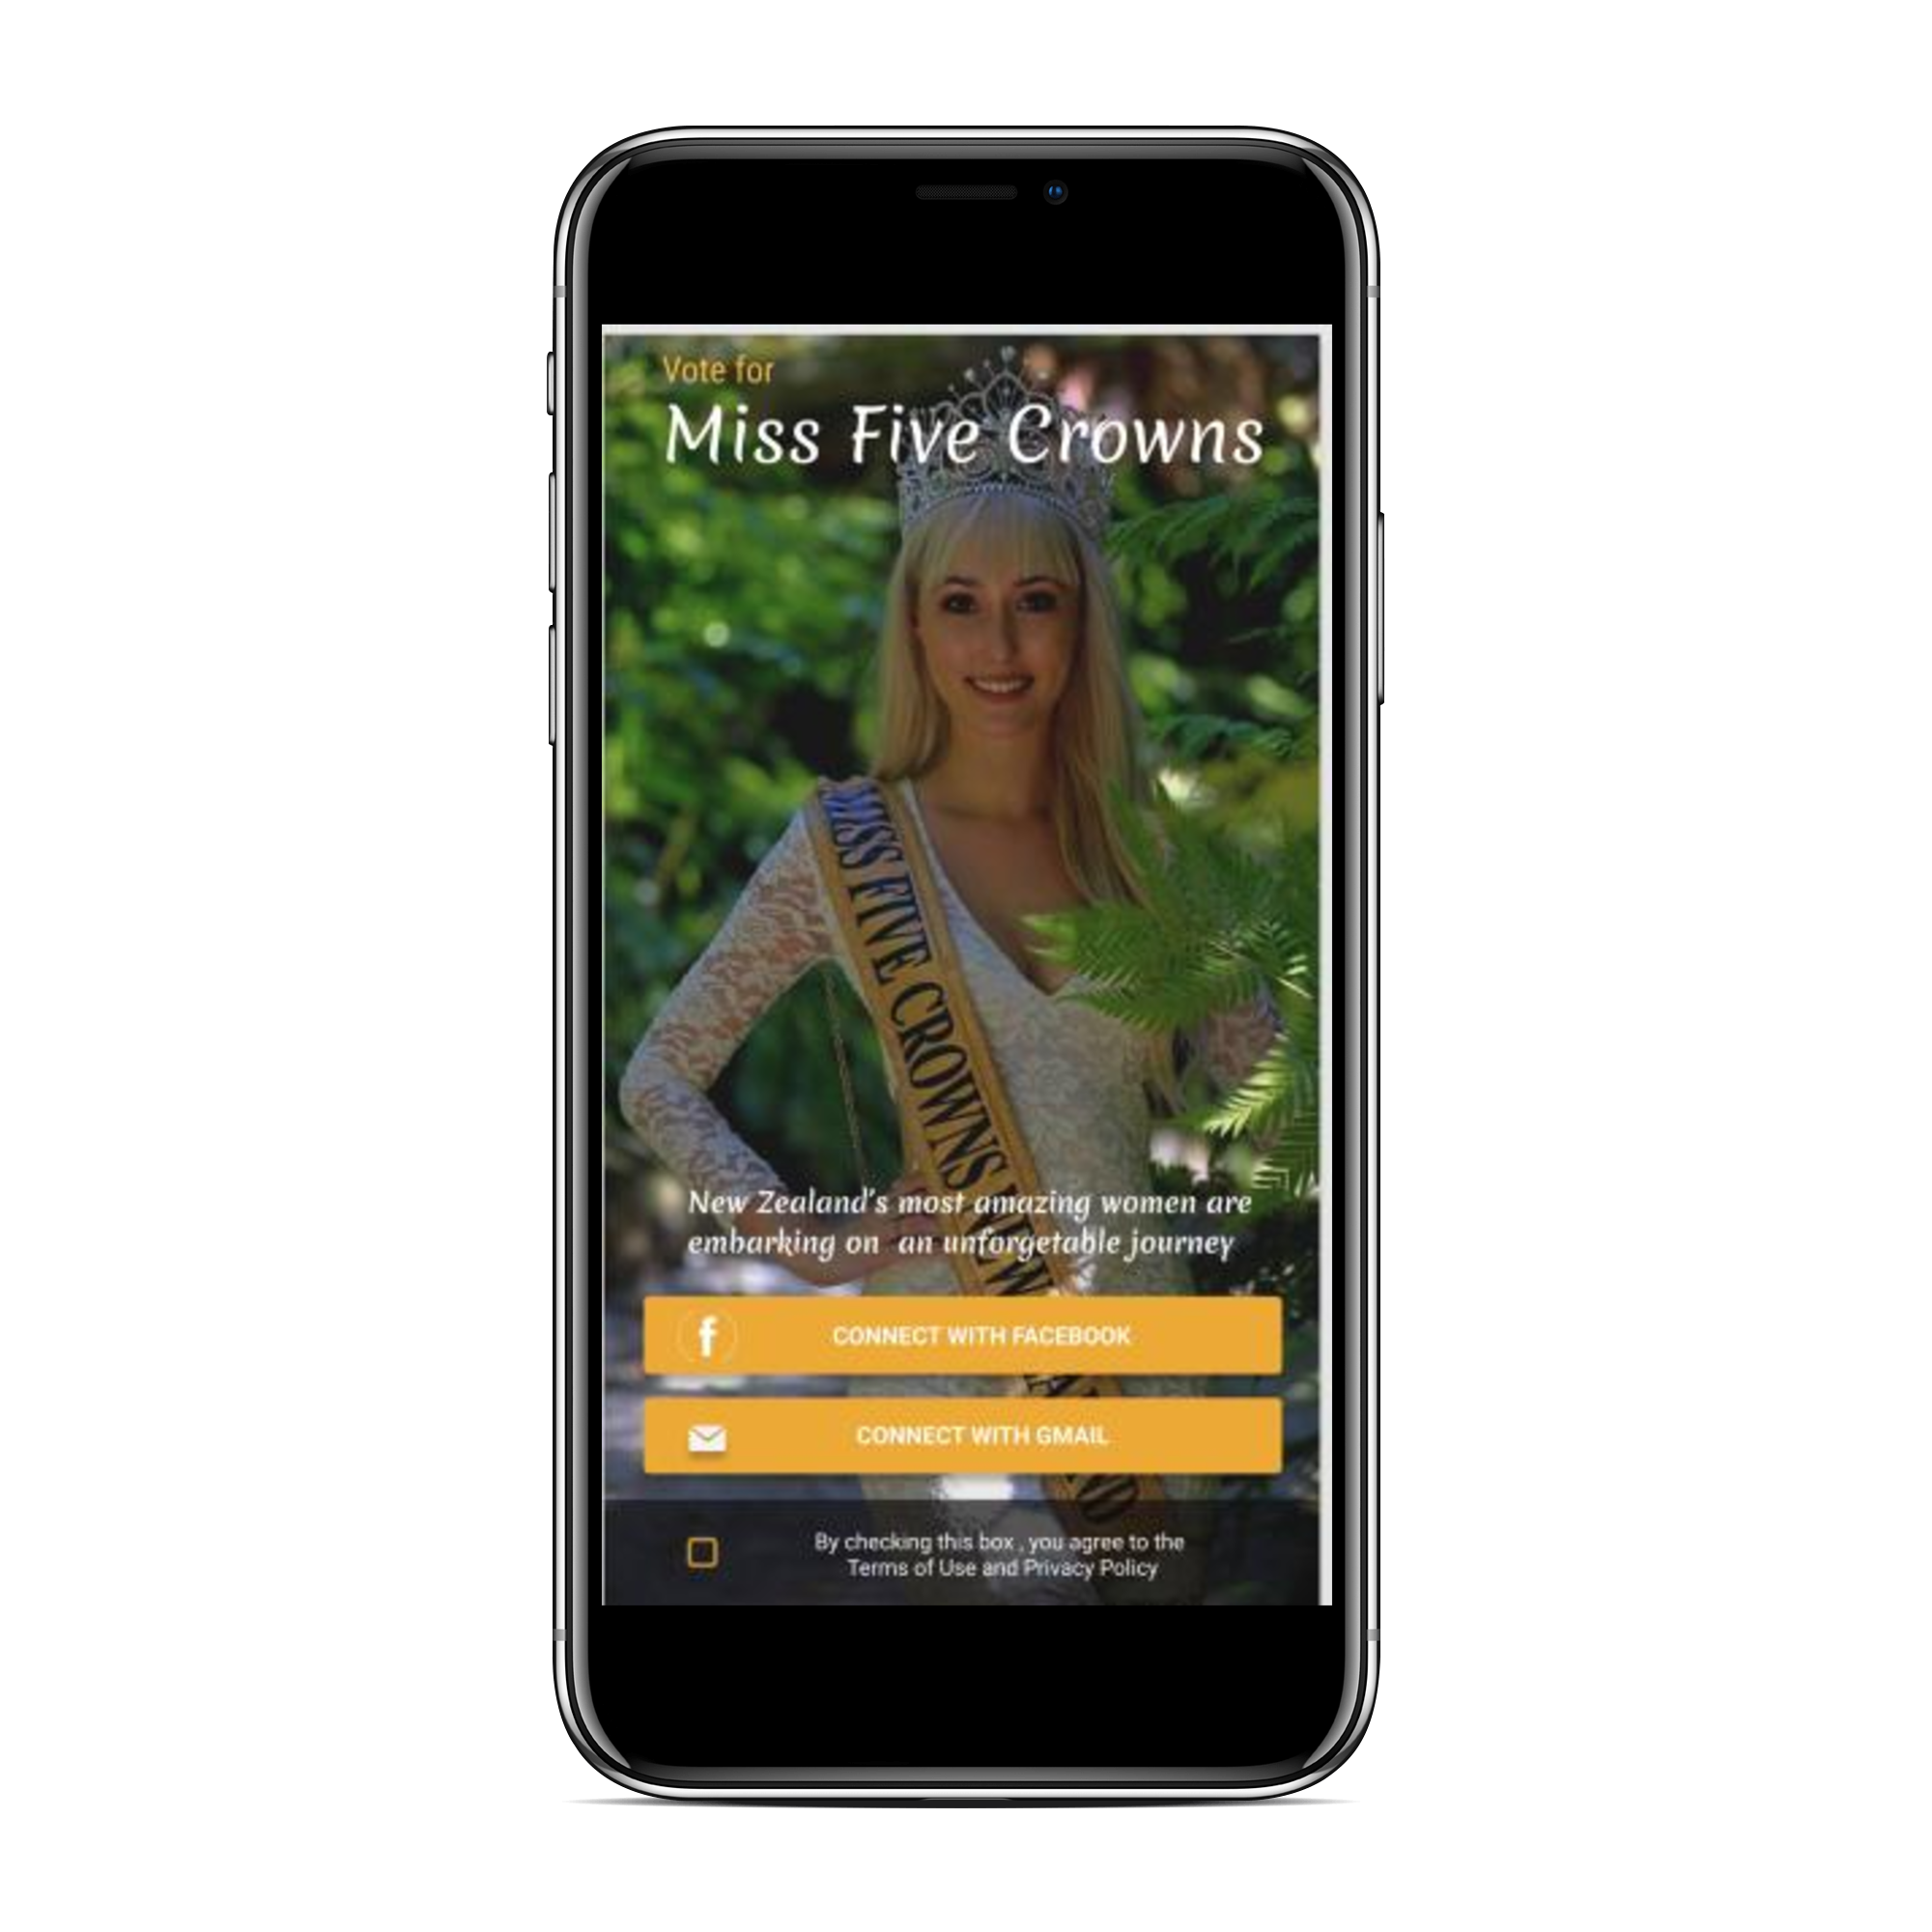 Vote for
Miss Five Crowns
MISS FIVE CROWNS NEW
New Zealand's most amazing women are
embarking on an unforgetable journey
f
CONNECT WITH FACEBOOK
CONNECT WITH GMAIL
By checking this box , you agree to the
Terms of Use and Privacy Policy